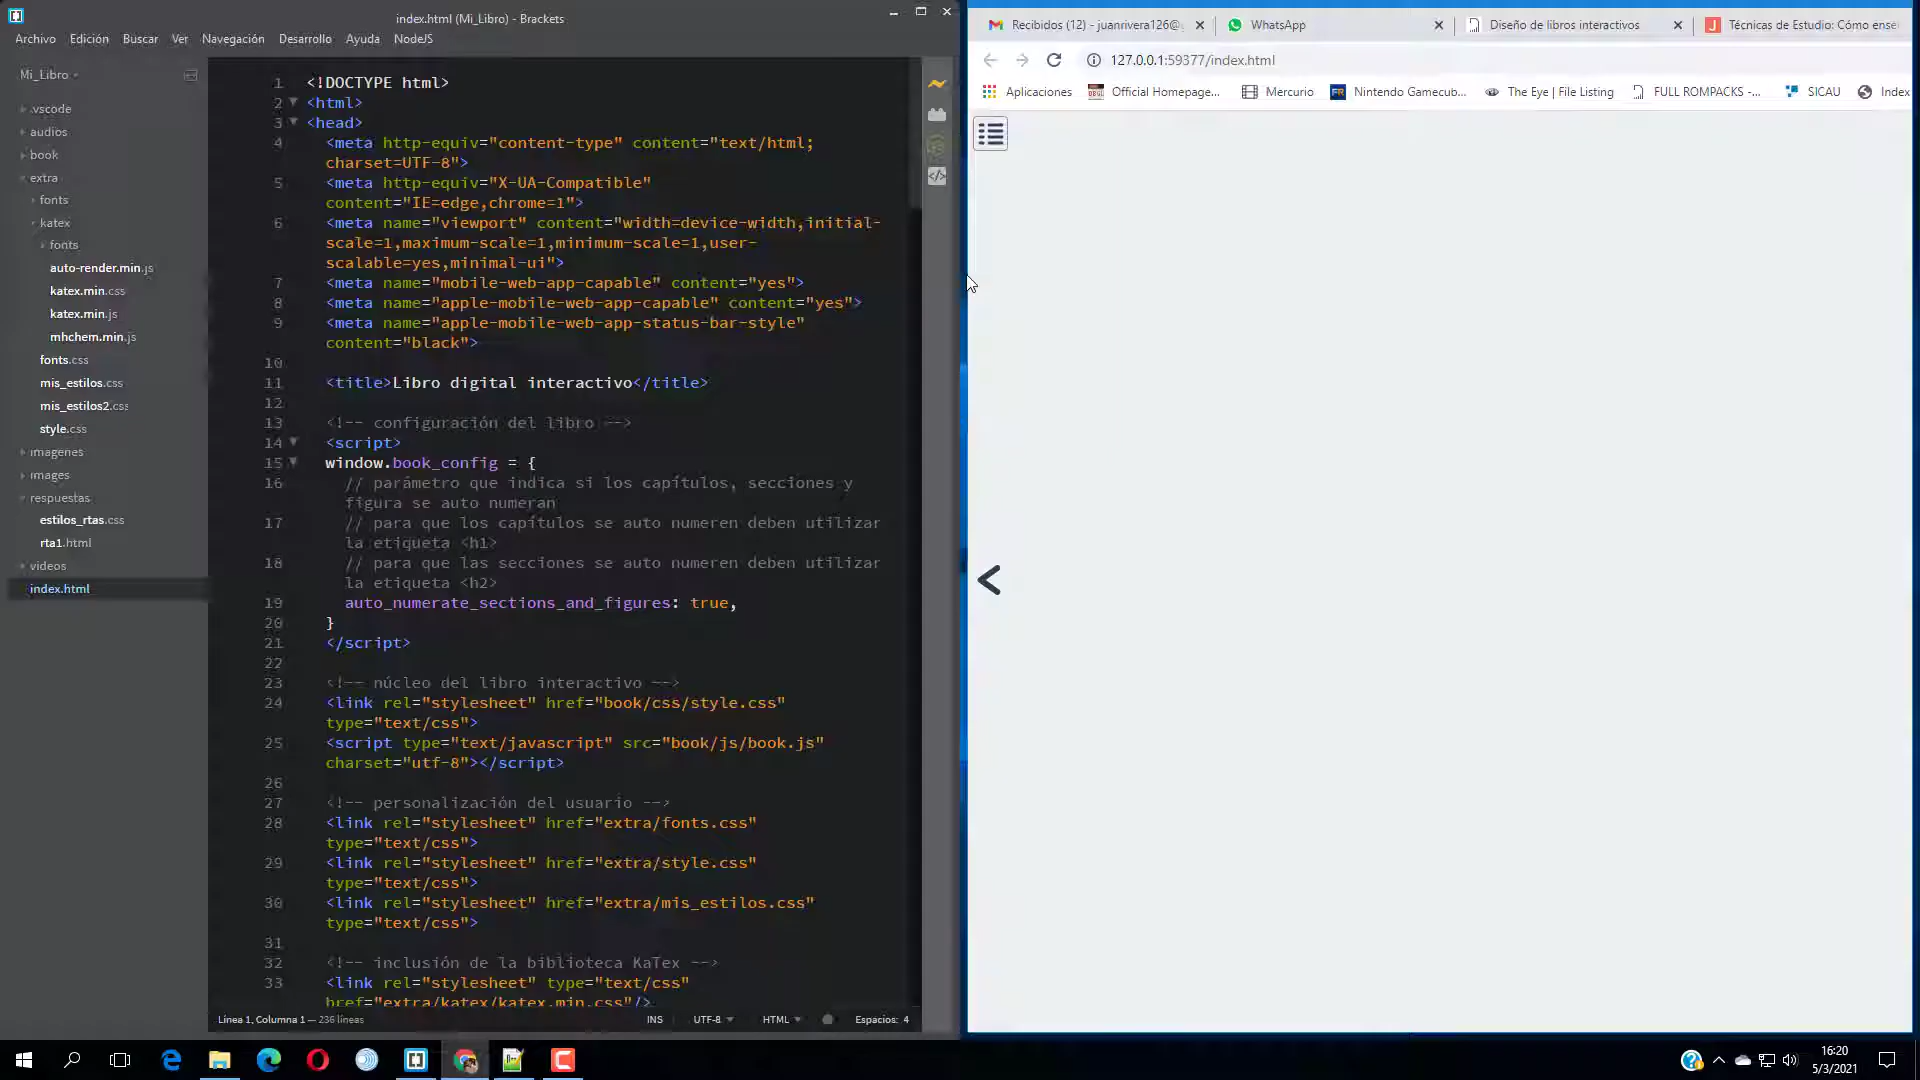 index.html (Mi_Libro) - Brackets
Archivo Edición Buscar Ver Navegación Desarrollo Ayuda NodeJS
Mi_Libro
.vscode
audios
book
extra
fonts
katex
fonts
auto-render.min.js
katex.min.css
katex.min.js
mhchem.min.js
fonts.css
mis_estilos.css
mis_estilos2.css
style.css
imagenes
images
respuestas
estilos_rtas.css
rta1.html
videos
index.html
1 <!DOCTYPE html>
2 <html>
3 <head>
4 <meta http-equiv="content-type" content="text/html;
charset=UTF-8">
5 <meta http-equiv="X-UA-Compatible"
content="IE=edge,chrome=1">
6 <meta name="viewport" content="width=device-width,initial-
scale=1,maximum-scale=1,minimum-scale=1,user-
scalable=yes,minimal-ui">
7 <meta name="mobile-web-app-capable" content="yes">
8 <meta name="apple-mobile-web-app-capable" content="yes">
9 <meta name="apple-mobile-web-app-status-bar-style"
content="black">
10
11 <title>Libro digital interactivo</title>
12
13 <!-- configuración del libro -->
14 <script>
15 window.book_config = {
16 // parámetro que indica si los capítulos, secciones y
figura se auto numeran
17 // para que los capítulos se auto numeren deben utilizar
la etiqueta <h1>
18 // para que las secciones se auto numeren deben utilizar
la etiqueta <h2>
19 auto_numerate_sections_and_figures: true,
20 }
21 </script>
22
23 <!-- núcleo del libro interactivo -->
24 <link rel="stylesheet" href="book/css/style.css"
type="text/css">
25 <script type="text/javascript" src="book/js/book.js"
charset="utf-8"></script>
26
27 <!-- personalización del usuario -->
28 <link rel="stylesheet" href="extra/fonts.css"
type="text/css">
29 <link rel="stylesheet" href="extra/style.css"
type="text/css">
30 <link rel="stylesheet" href="extra/mis_estilos.css"
type="text/css">
31
32 <!-- inclusión de la biblioteca KaTex -->
33 <link rel="stylesheet" type="text/css"
href="extra/katex/katex.min.css"/>
Línea 1, Columna 1 — 236 líneas INS UTF-8 HTML Espacios: 4
Recibidos (12) - juanrivera126@ WhatsApp Diseño de libros interactivos Técnicas de Estudio: Cómo ense
127.0.0.1:59377/index.html
Aplicaciones Official Homepage... Mercurio Nintendo Gamecub... The Eye | File Listing FULL ROMPACKS -... SICAU Index
16:20
5/3/2021